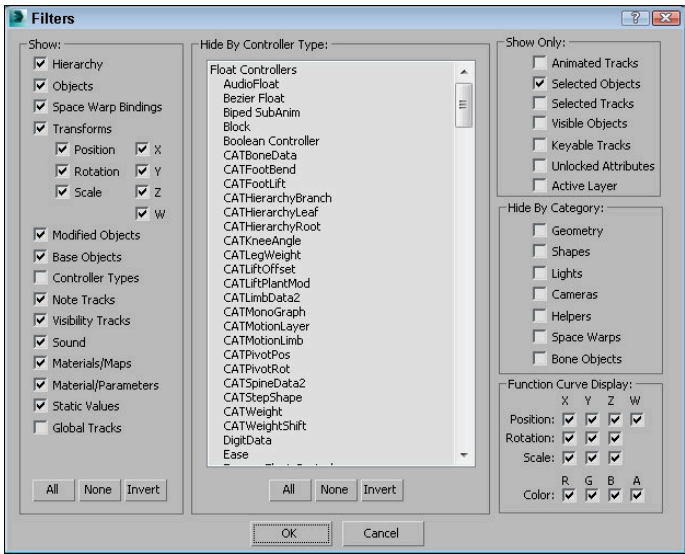 Filters
Show:
Hierarchy
Objects
Space Warp Bindings
Transforms
Position X
Rotation Y
Scale Z
W
Modified Objects
Base Objects
Controller Types
Note Tracks
Visibility Tracks
Sound
Materials/Maps
Material/Parameters
Static Values
Global Tracks
All None Invert
Hide By Controller Type:
Float Controllers
AudioFloat
Bezier Float
Biped SubAnim
Block
Boolean Controller
CATBoneData
CATFootBend
CATFootLift
CATHierarchyBranch
CATHierarchyLeaf
CATHierarchyRoot
CATKneeAngle
CATLegWeight
CATLiftOffset
CATLiftPlantMod
CATLimbData2
CATMonoGraph
CATMotionLayer
CATMotionLimb
CATPivotPos
CATPivotRot
CATSpineData2
CATStepShape
CATWeight
CATWeightShift
DigitData
Ease
All None Invert
Show Only:
Animated Tracks
Selected Objects
Selected Tracks
Visible Objects
Keyable Tracks
Unlocked Attributes
Active Layer
Hide By Category:
Geometry
Shapes
Lights
Cameras
Helpers
Space Warps
Bone Objects
Function Curve Display:
X Y Z W
Position:
Rotation:
Scale:
R G B A
Color:
OK Cancel